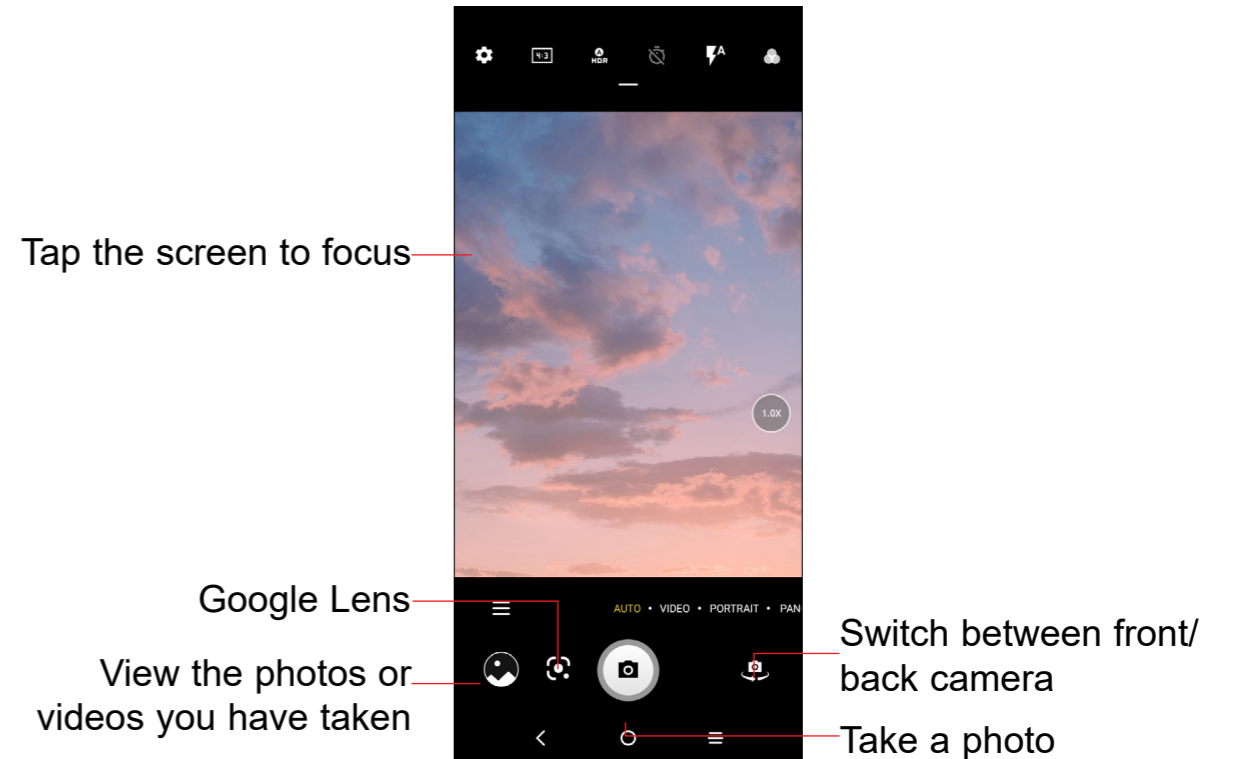 4:3
A
HDR
A
Tap the screen to focus
1.0X
Google Lens
AUTO • VIDEO • PORTRAIT • PAN
View the photos or
videos you have taken
Switch between front/
back camera
Take a photo